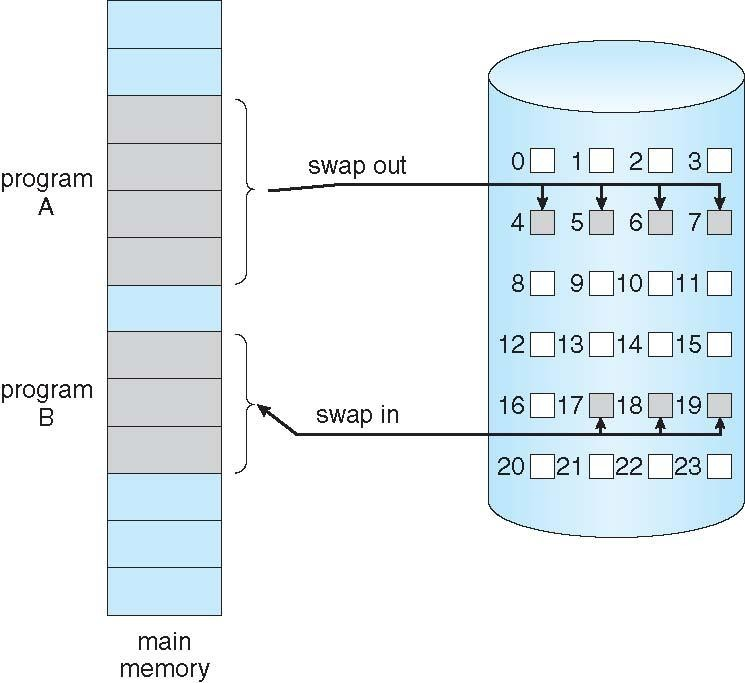 program
A
swap out
0 1 2 3
4 5 6 7
8 9 10 11
12 13 14 15
program
B
swap in
16 17 18 19
20 21 22 23
main
memory